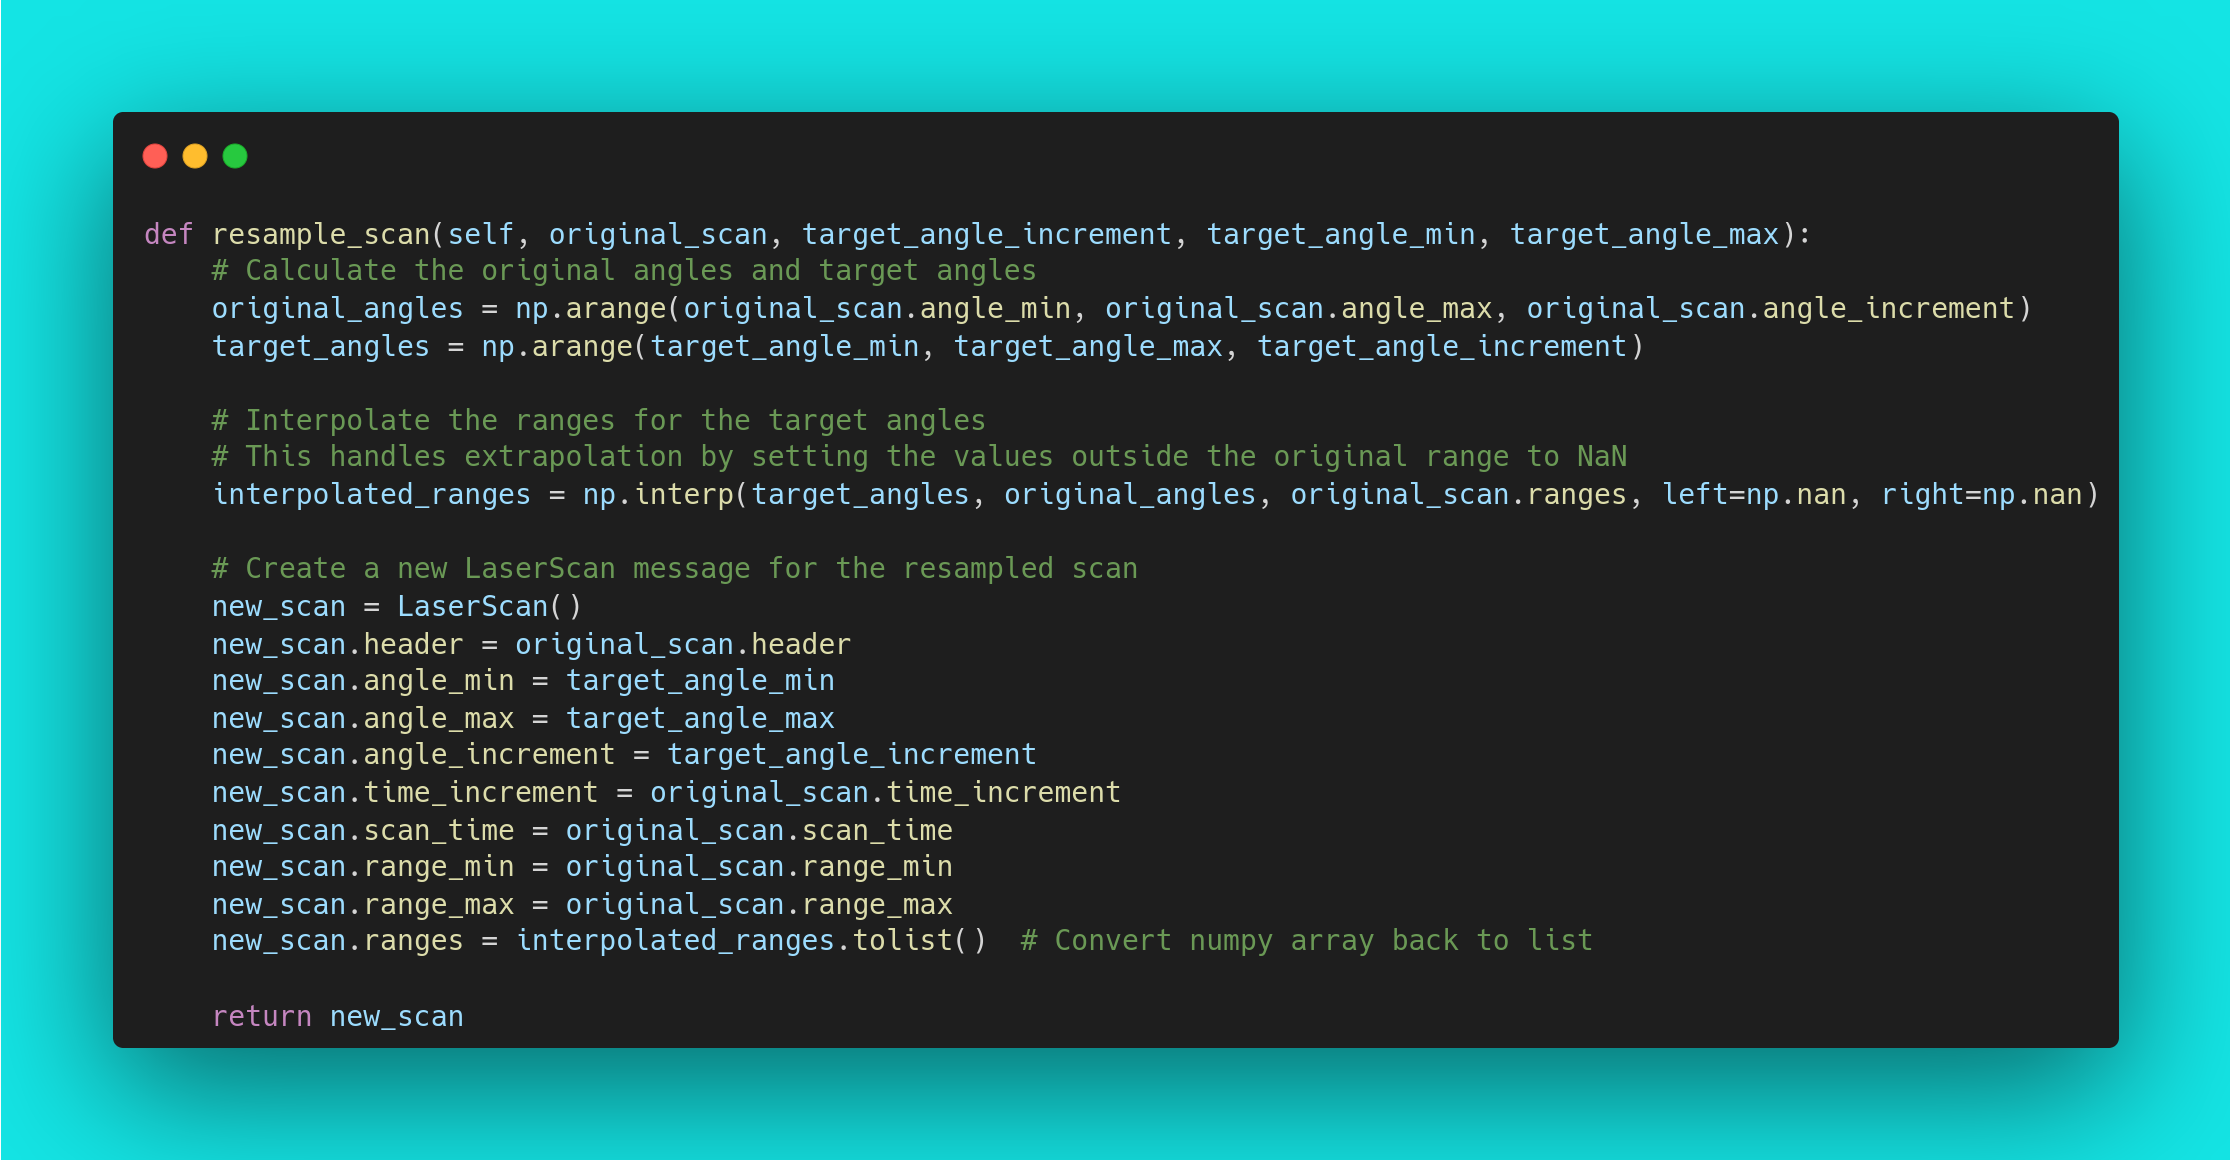 def resample_scan(self, original_scan, target_angle_increment, target_angle_min, target_angle_max):
    # Calculate the original angles and target angles
    original_angles = np.arange(original_scan.angle_min, original_scan.angle_max, original_scan.angle_increment)
    target_angles = np.arange(target_angle_min, target_angle_max, target_angle_increment)

    # Interpolate the ranges for the target angles
    # This handles extrapolation by setting the values outside the original range to NaN
    interpolated_ranges = np.interp(target_angles, original_angles, original_scan.ranges, left=np.nan, right=np.nan)

    # Create a new LaserScan message for the resampled scan
    new_scan = LaserScan()
    new_scan.header = original_scan.header
    new_scan.angle_min = target_angle_min
    new_scan.angle_max = target_angle_max
    new_scan.angle_increment = target_angle_increment
    new_scan.time_increment = original_scan.time_increment
    new_scan.scan_time = original_scan.scan_time
    new_scan.range_min = original_scan.range_min
    new_scan.range_max = original_scan.range_max
    new_scan.ranges = interpolated_ranges.tolist()  # Convert numpy array back to list

    return new_scan